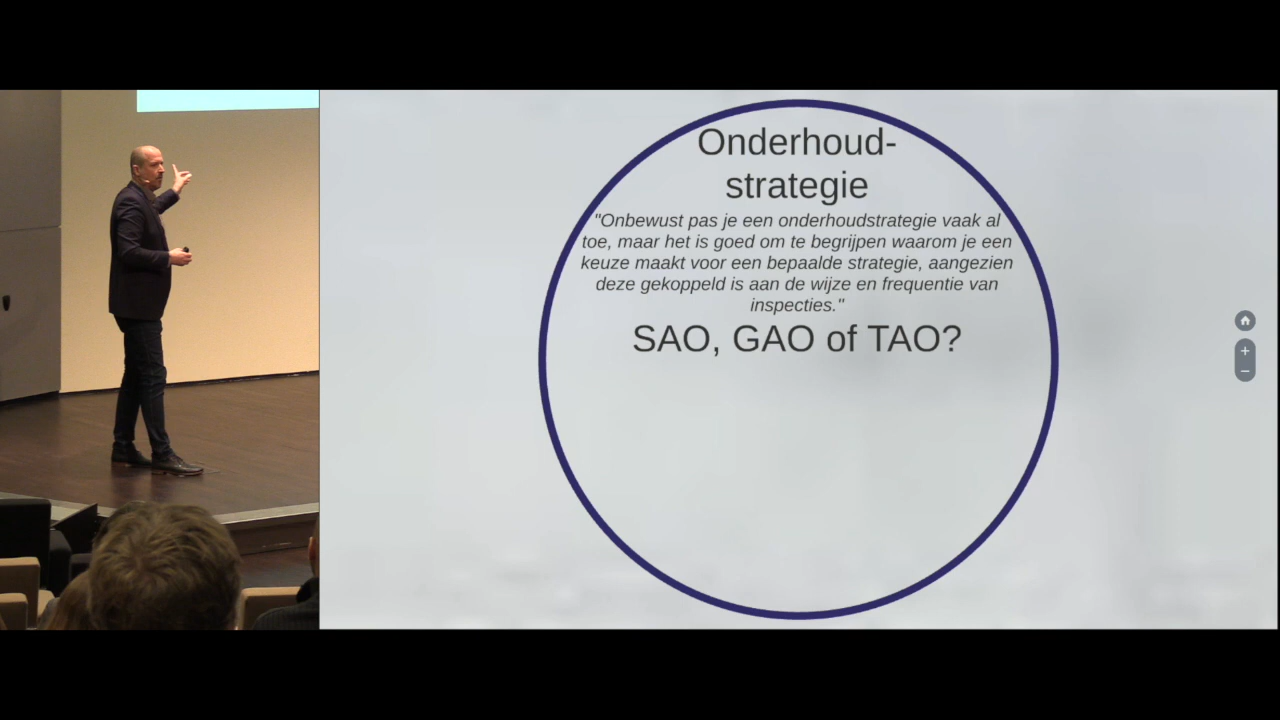 Onderhoud-
strategie
"Onbewust pas je een onderhoudstrategie vaak al
toe, maar het is goed om te begrijpen waarom je een
keuze maakt voor een bepaalde strategie, aangezien
deze gekoppeld is aan de wijze en frequentie van
inspecties."
SAO, GAO of TAO?